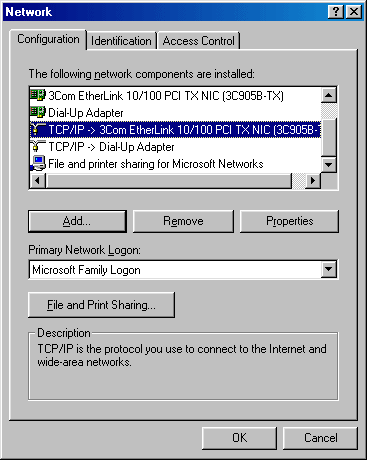 Network
Configuration Identification Access Control
The following network components are installed:
3Com EtherLink 10/100 PCI TX NIC (3C905B-TX)
Dial-Up Adapter
TCP/IP -> 3Com EtherLink 10/100 PCI TX NIC (3C905B-T
TCP/IP -> Dial-Up Adapter
File and printer sharing for Microsoft Networks
Add... Remove Properties
Primary Network Logon:
Microsoft Family Logon
File and Print Sharing...
Description
TCP/IP is the protocol you use to connect to the Internet and
wide-area networks.
OK Cancel